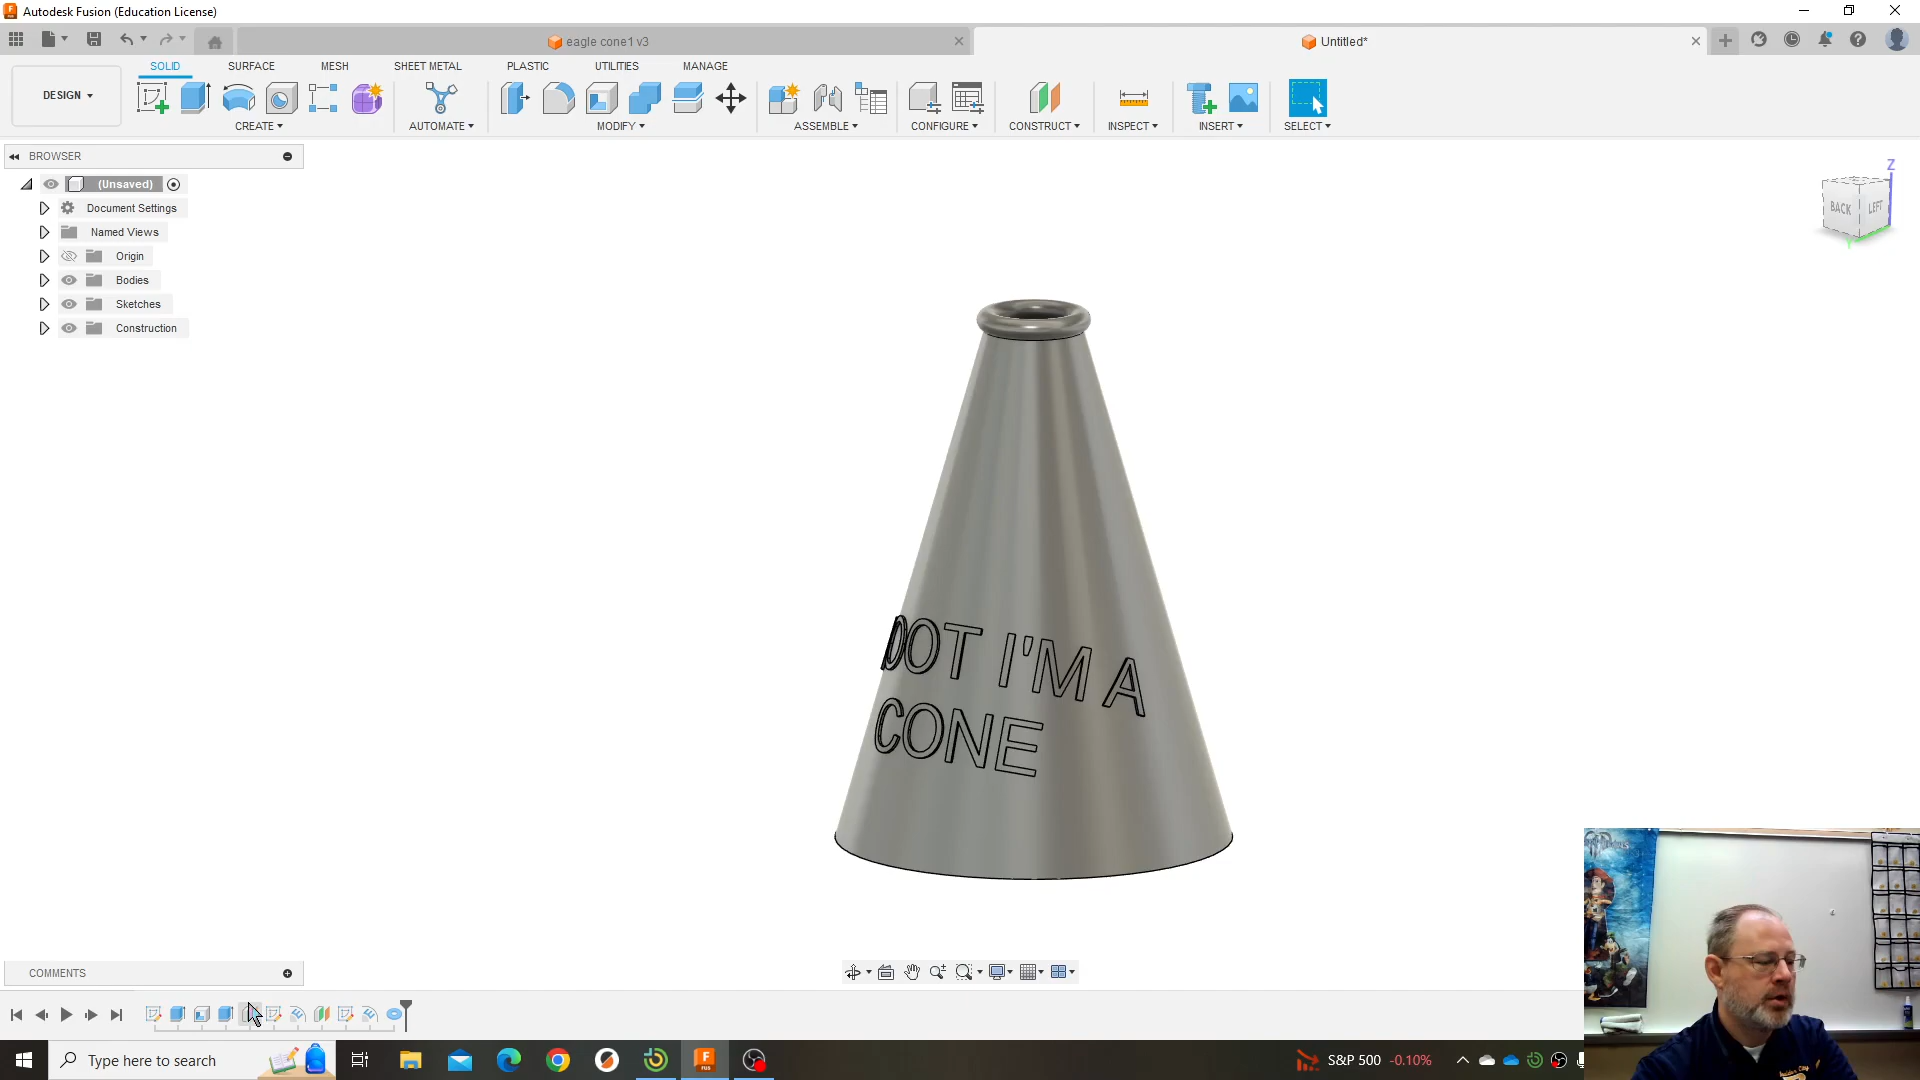 Autodesk Fusion (Education License)
eagle cone1 v3
Untitled*
DESIGN
SOLID SURFACE MESH SHEET METAL PLASTIC UTILITIES MANAGE
CREATE AUTOMATE MODIFY ASSEMBLE CONFIGURE CONSTRUCT INSPECT INSERT SELECT
BROWSER
(Unsaved)
Document Settings
Named Views
Origin
Bodies
Sketches
Construction
Z
BACK LEFT
Y
DOT I'M A
CONE
COMMENTS
Type here to search
F
FUS
S&P 500 -0.10%